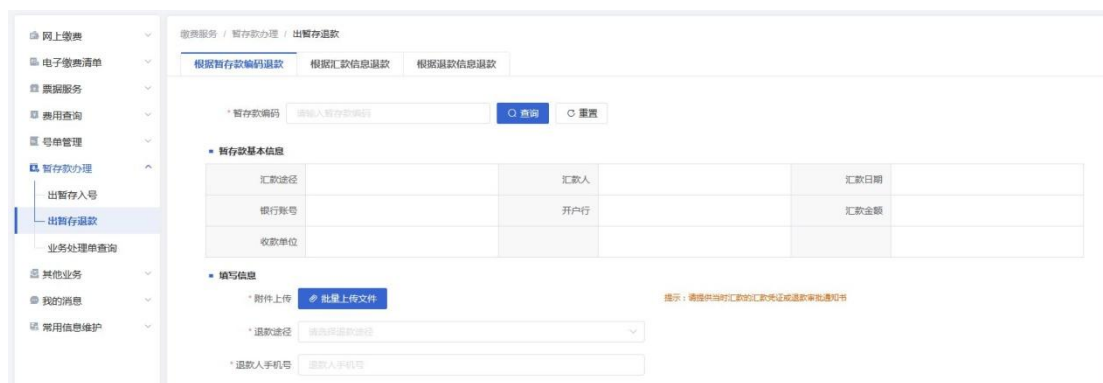 网上缴费
电子缴费清单
票据服务
费用查询
号单管理
暂存款办理
出暂存入号
出暂存退款
业务处理单查询
其他业务
我的消息
常用信息维护
缴费服务 / 暂存款办理 / 出暂存退款
根据暂存款编码退款 根据汇款信息退款 根据退款信息退款
*暂存款编码 请输入暂存款编码 查询 重置
暂存款基本信息
汇款途径 汇款人 汇款日期
银行账号 开户行 汇款金额
收款单位
填写信息
*附件上传 批量上传文件 提示：请提供当时汇款的汇款凭证或退款审批通知书
*退款途径 请选择退款途径
*退款人手机号 退款人手机号